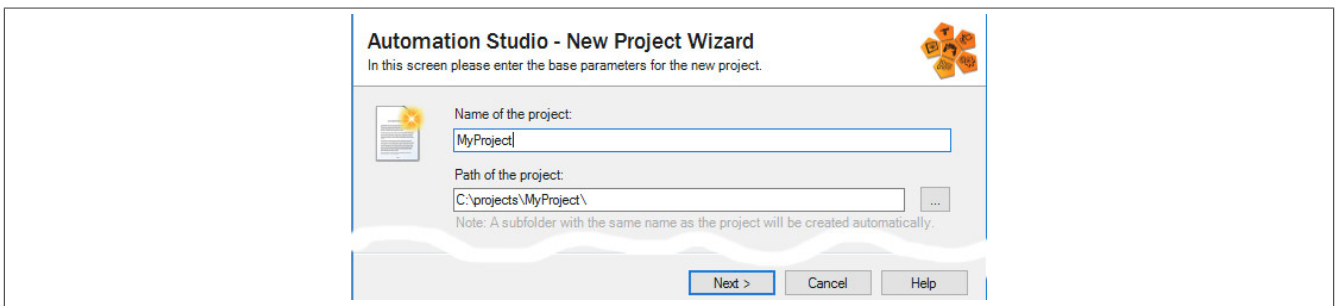 Automation Studio - New Project Wizard
In this screen please enter the base parameters for the new project.
Name of the project:
MyProject
Path of the project:
C:\projects\MyProject\
...
Note: A subfolder with the same name as the project will be created automatically.
Next >
Cancel
Help